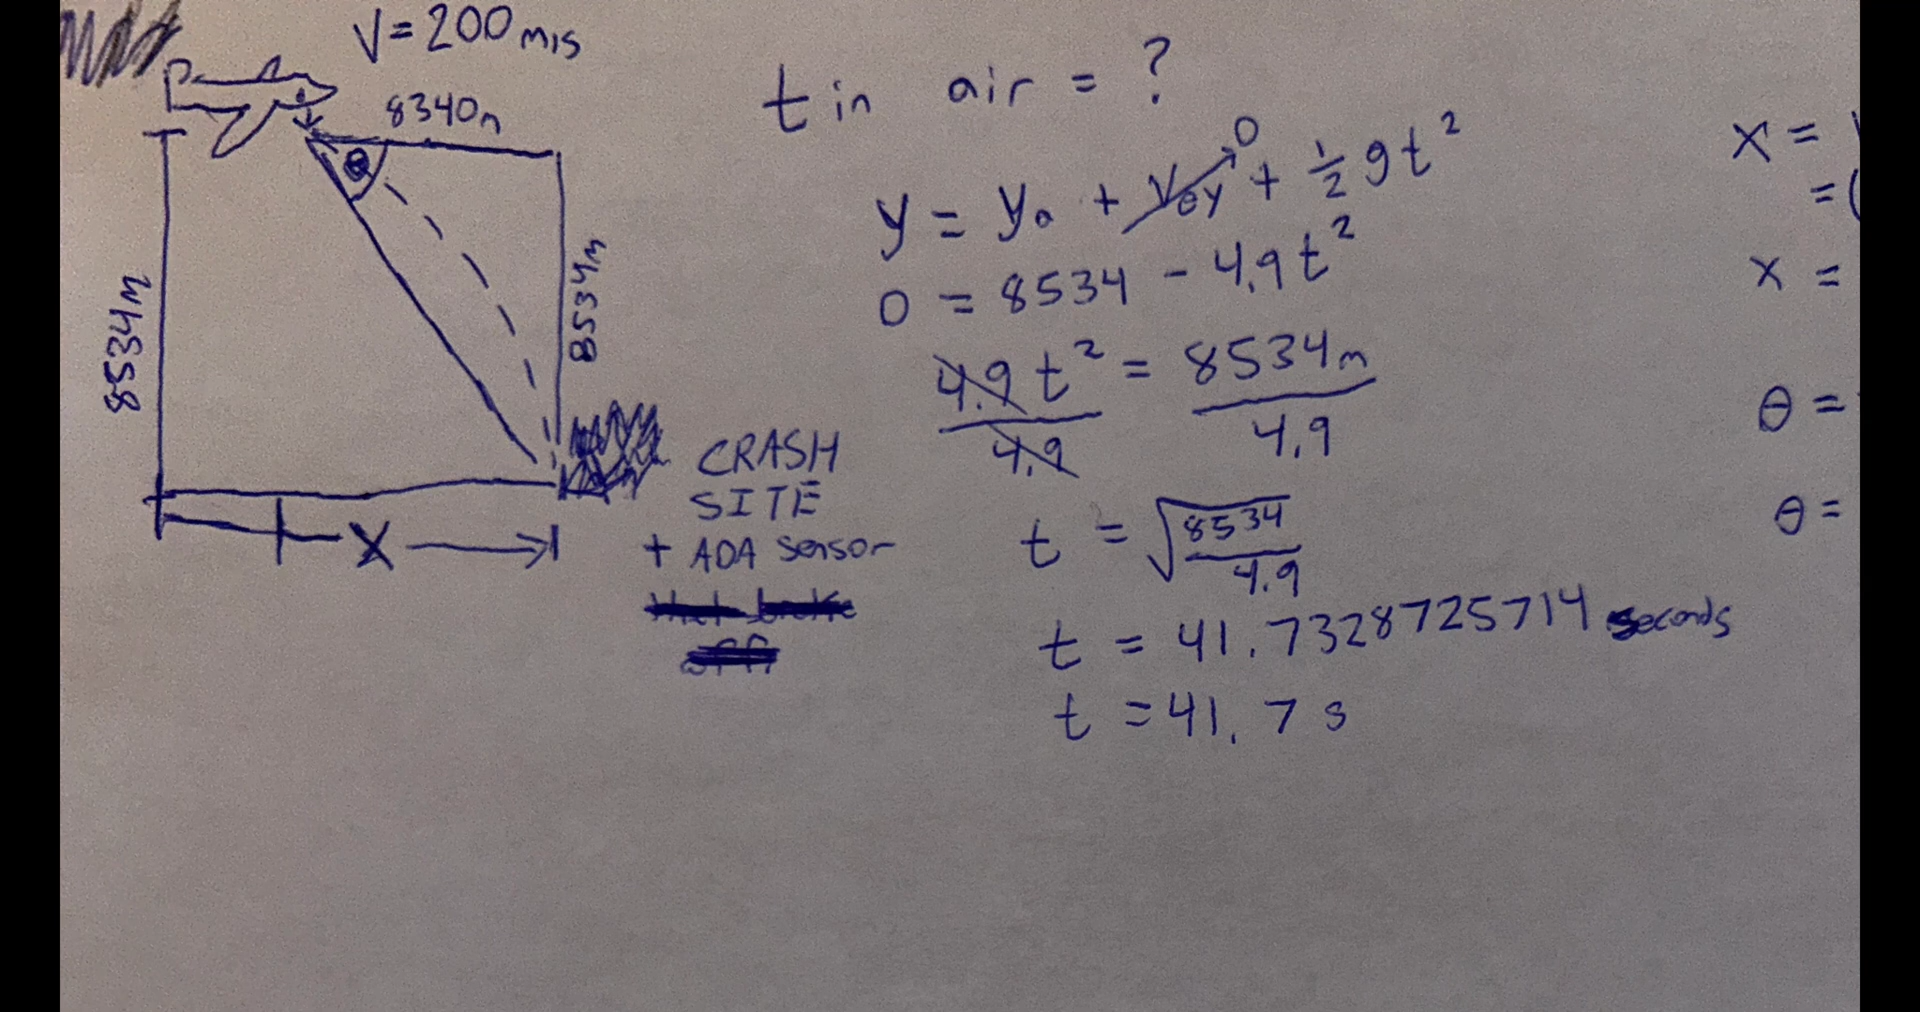 V = 200 m/s
8340m
θ
8534m
8534m
X
CRASH
SITE
+ AOA sensor
t in air = ?
y = y₀ + V₀y + ½gt²
0
0 = 8534 - 4.9t²
4.9t² = 8534m
4.9 4.9
t = √8534
4.9
t = 41.7328725714 seconds
t = 41.7 s
x =
= (
x =
θ =
θ =